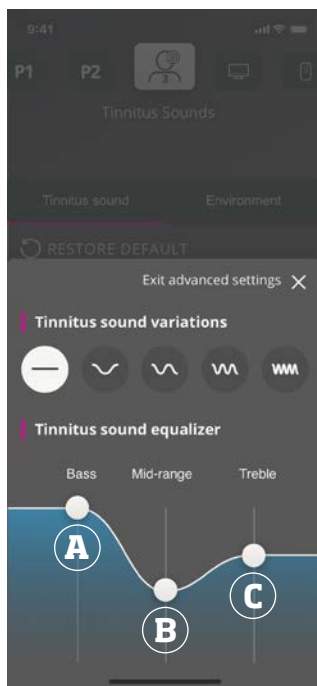 9:41
P1 P2 3
Tinnitus Sounds
Tinnitus sound Environment
RESTORE DEFAULT
Exit advanced settings
Tinnitus sound variations
Tinnitus sound equalizer
Bass Mid-range Treble
A
C
B